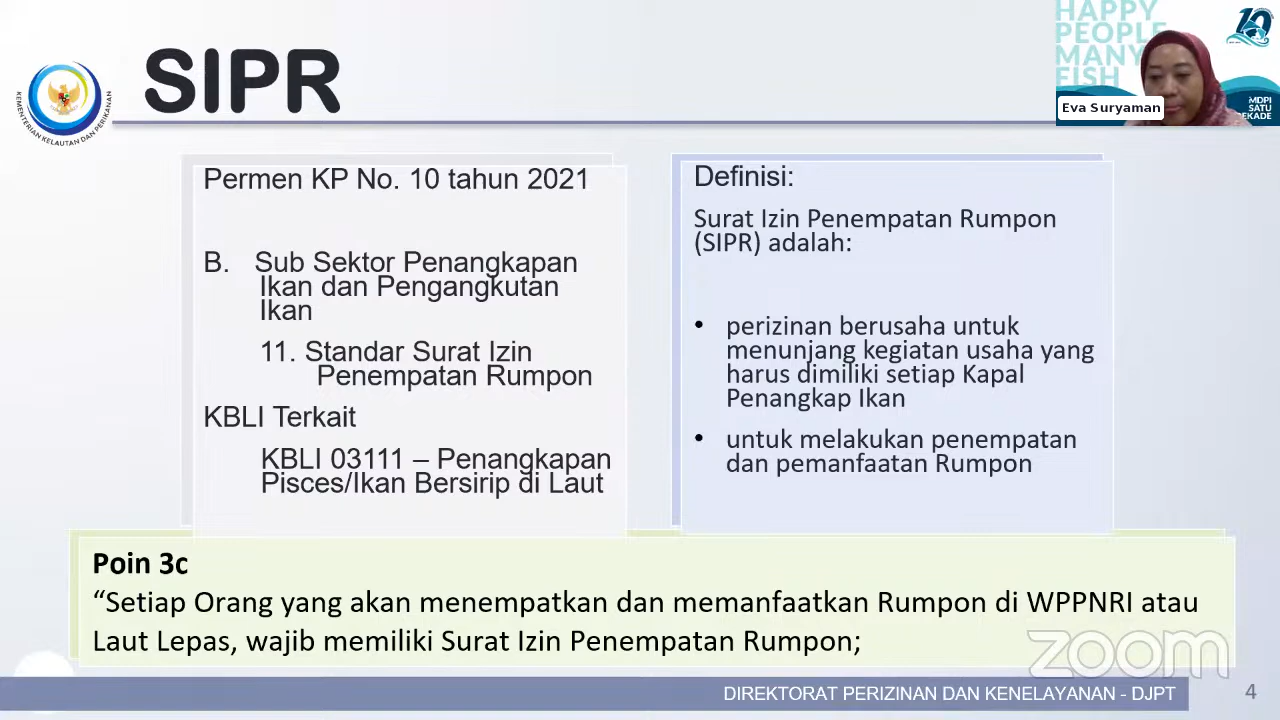 SIPR
KEMENTERIAN KELAUTAN DAN PERIKANAN
HAPPY
PEOPLE
MANY
FISH
Eva Suryaman
MDPI
SATU
DEKADE
Permen KP No. 10 tahun 2021
B. Sub Sektor Penangkapan
Ikan dan Pengangkutan
Ikan
11. Standar Surat Izin
Penempatan Rumpon
KBLI Terkait
KBLI 03111 – Penangkapan
Pisces/Ikan Bersirip di Laut
Definisi:
Surat Izin Penempatan Rumpon
(SIPR) adalah:
• perizinan berusaha untuk
menunjang kegiatan usaha yang
harus dimiliki setiap Kapal
Penangkap Ikan
• untuk melakukan penempatan
dan pemanfaatan Rumpon
Poin 3c
“Setiap Orang yang akan menempatkan dan memanfaatkan Rumpon di WPPNRI atau
Laut Lepas, wajib memiliki Surat Izin Penempatan Rumpon;
zoom
DIREKTORAT PERIZINAN DAN KENELAYANAN - DJPT
4